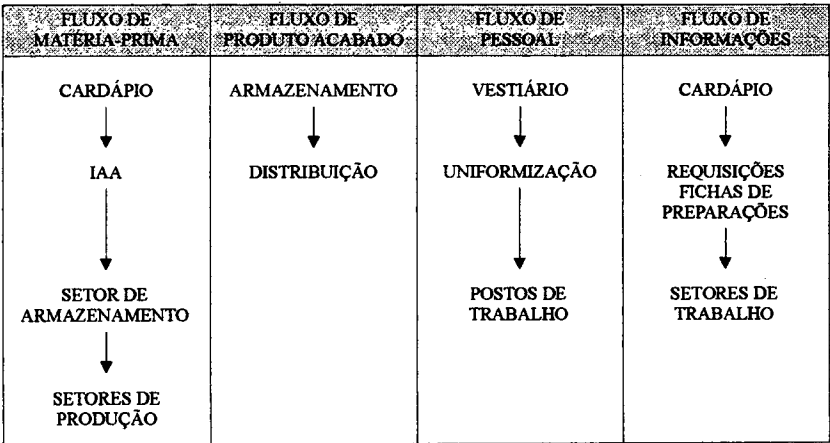 FLUXO DE
MATÉRIA-PRIMA
FLUXO DE
PRODUTO ACABADO
FLUXO DE
PESSOAL
FLUXO DE
INFORMAÇÕES
CARDÁPIO
IAA
SETOR DE
ARMAZENAMENTO
SETORES DE
PRODUÇÃO
ARMAZENAMENTO
DISTRIBUIÇÃO
VESTIÁRIO
UNIFORMIZAÇÃO
POSTOS DE
TRABALHO
CARDÁPIO
REQUISIÇÕES
FICHAS DE
PREPARAÇÕES
SETORES DE
TRABALHO